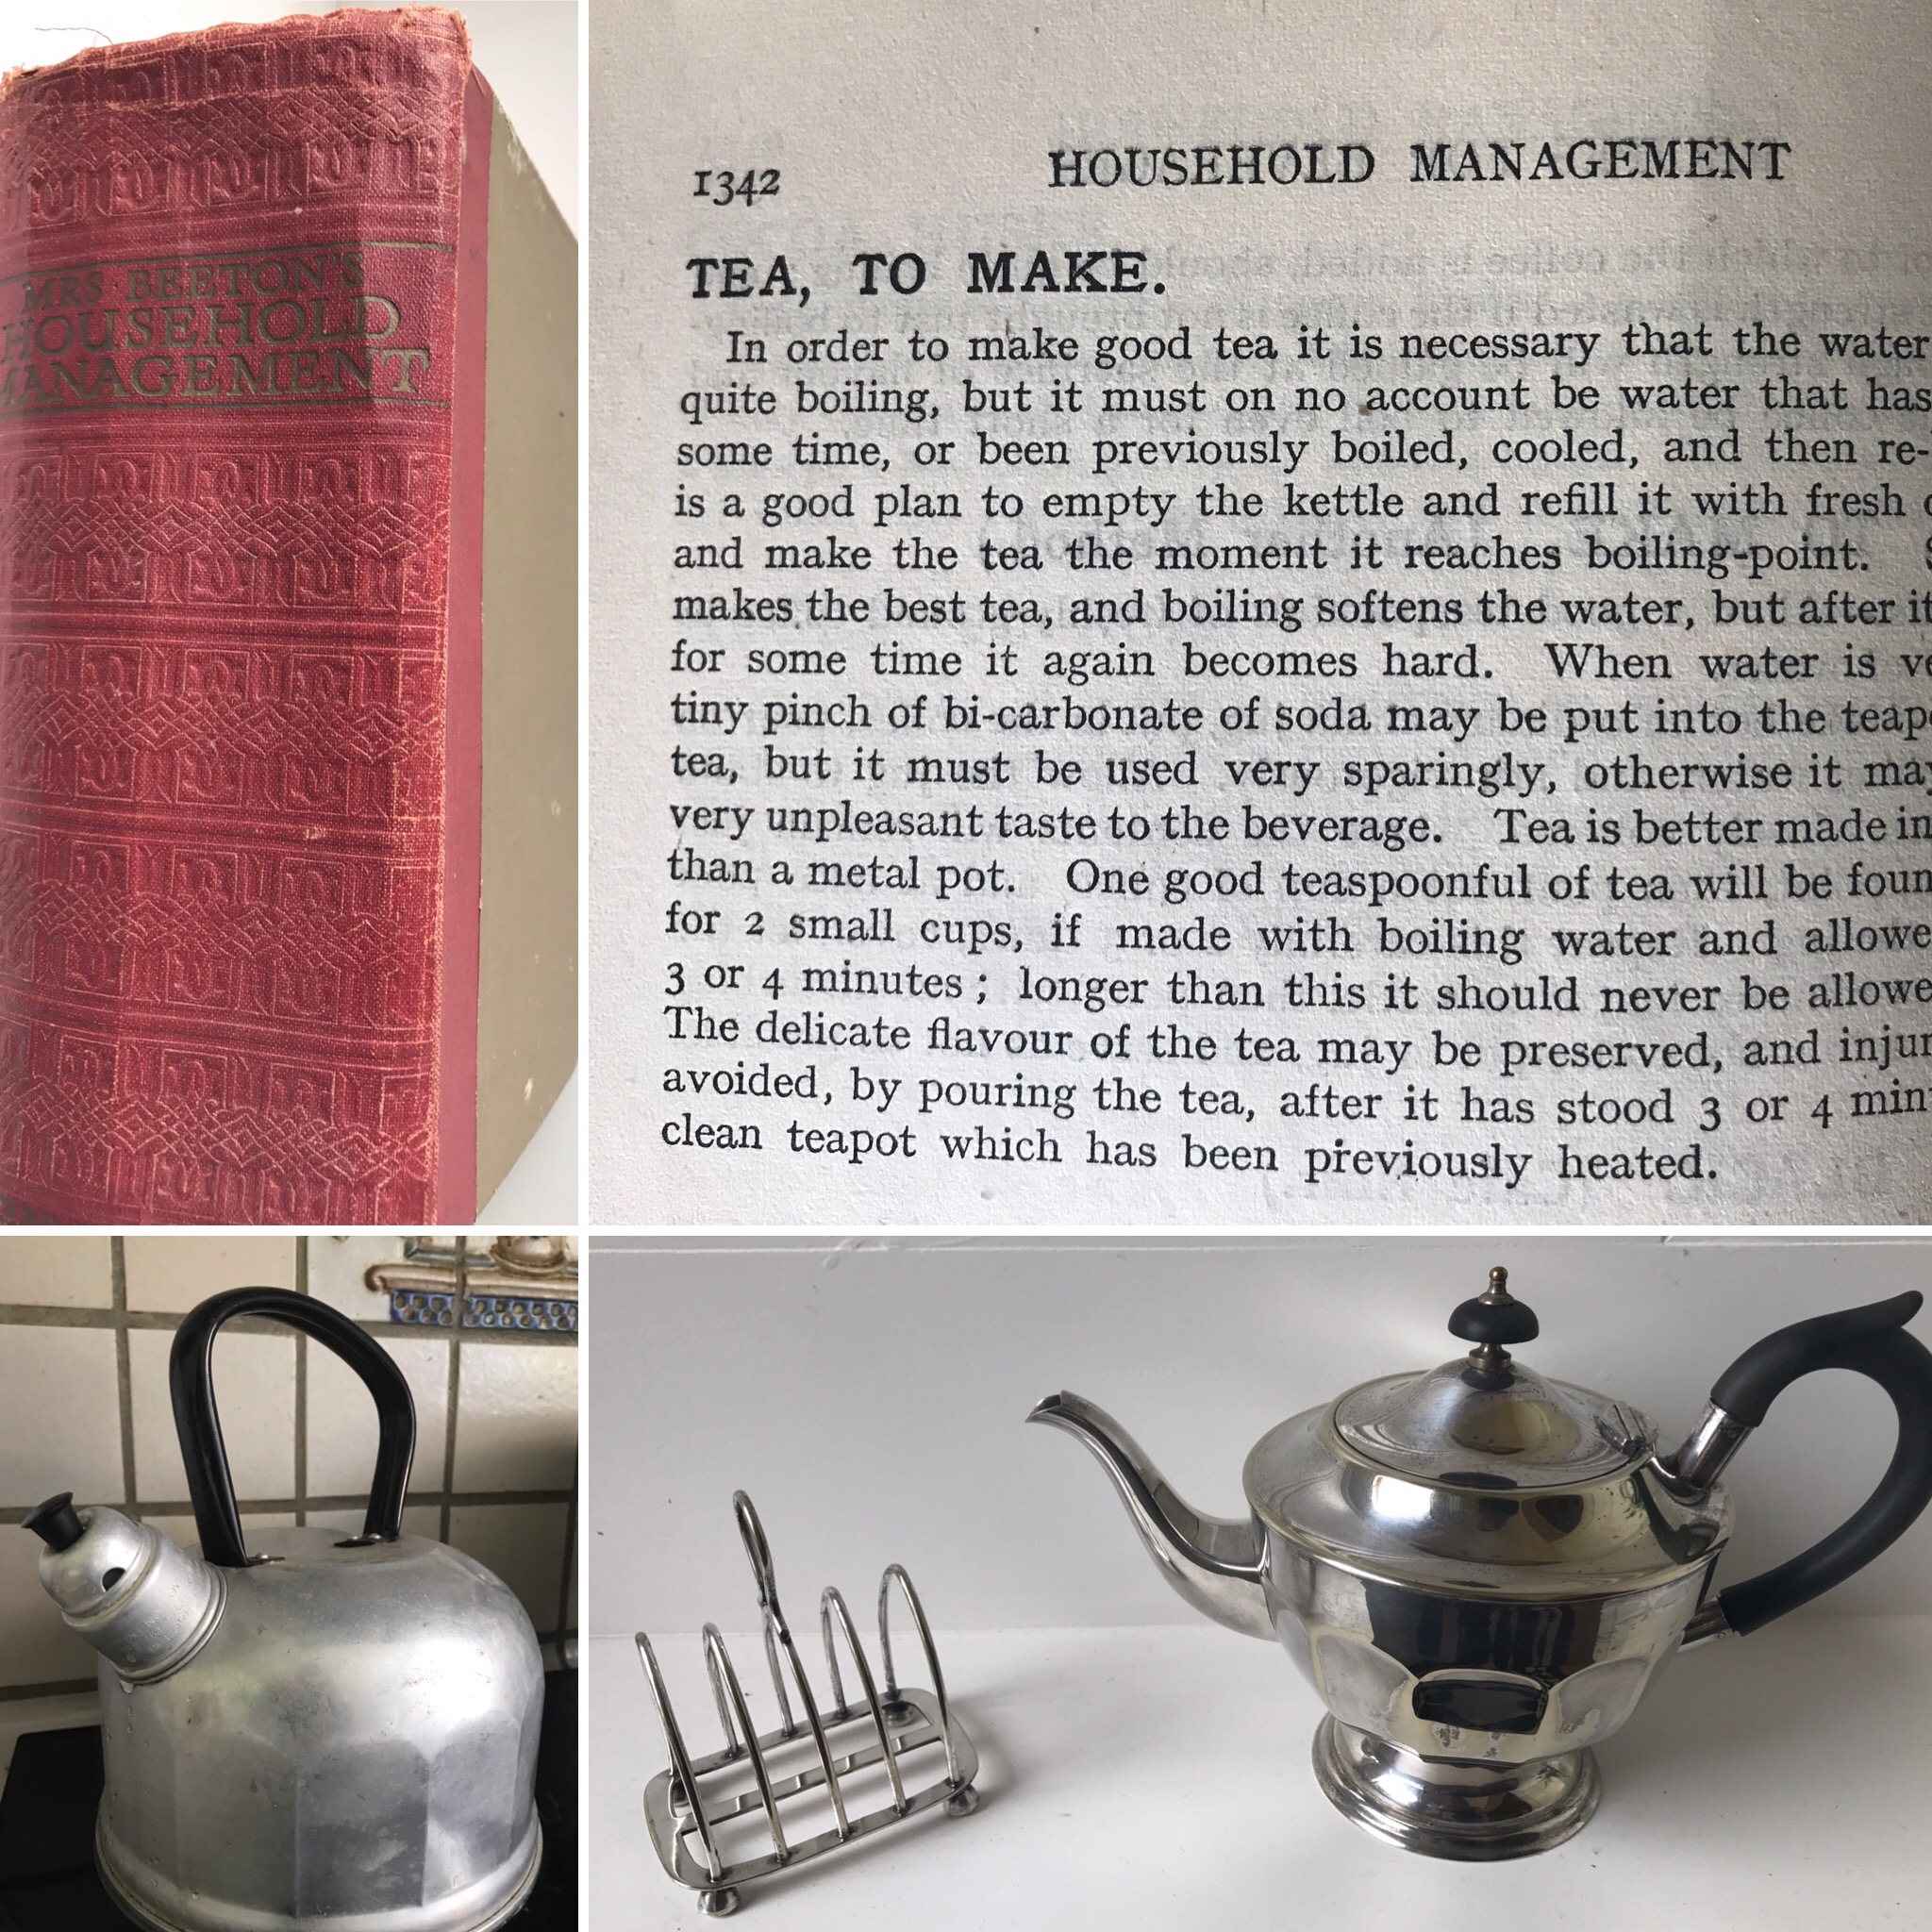 MRS · BEETON'S
HOUSEHOLD
MANAGEMENT
1342 HOUSEHOLD MANAGEMENT
TEA, TO MAKE.
In order to make good tea it is necessary that the water
quite boiling, but it must on no account be water that has
some time, or been previously boiled, cooled, and then re-
is a good plan to empty the kettle and refill it with fresh
and make the tea the moment it reaches boiling-point.
makes the best tea, and boiling softens the water, but after it
for some time it again becomes hard. When water is
tiny pinch of bi-carbonate of soda may be put into the
tea, but it must be used very sparingly, otherwise it
very unpleasant taste to the beverage. Tea is better made in
than a metal pot. One good teaspoonful of tea will be
for 2 small cups, if made with boiling water and
3 or 4 minutes ; longer than this it should never be
The delicate flavour of the tea may be preserved, and
avoided, by pouring the tea, after it has stood 3 or 4
clean teapot which has been previously heated.